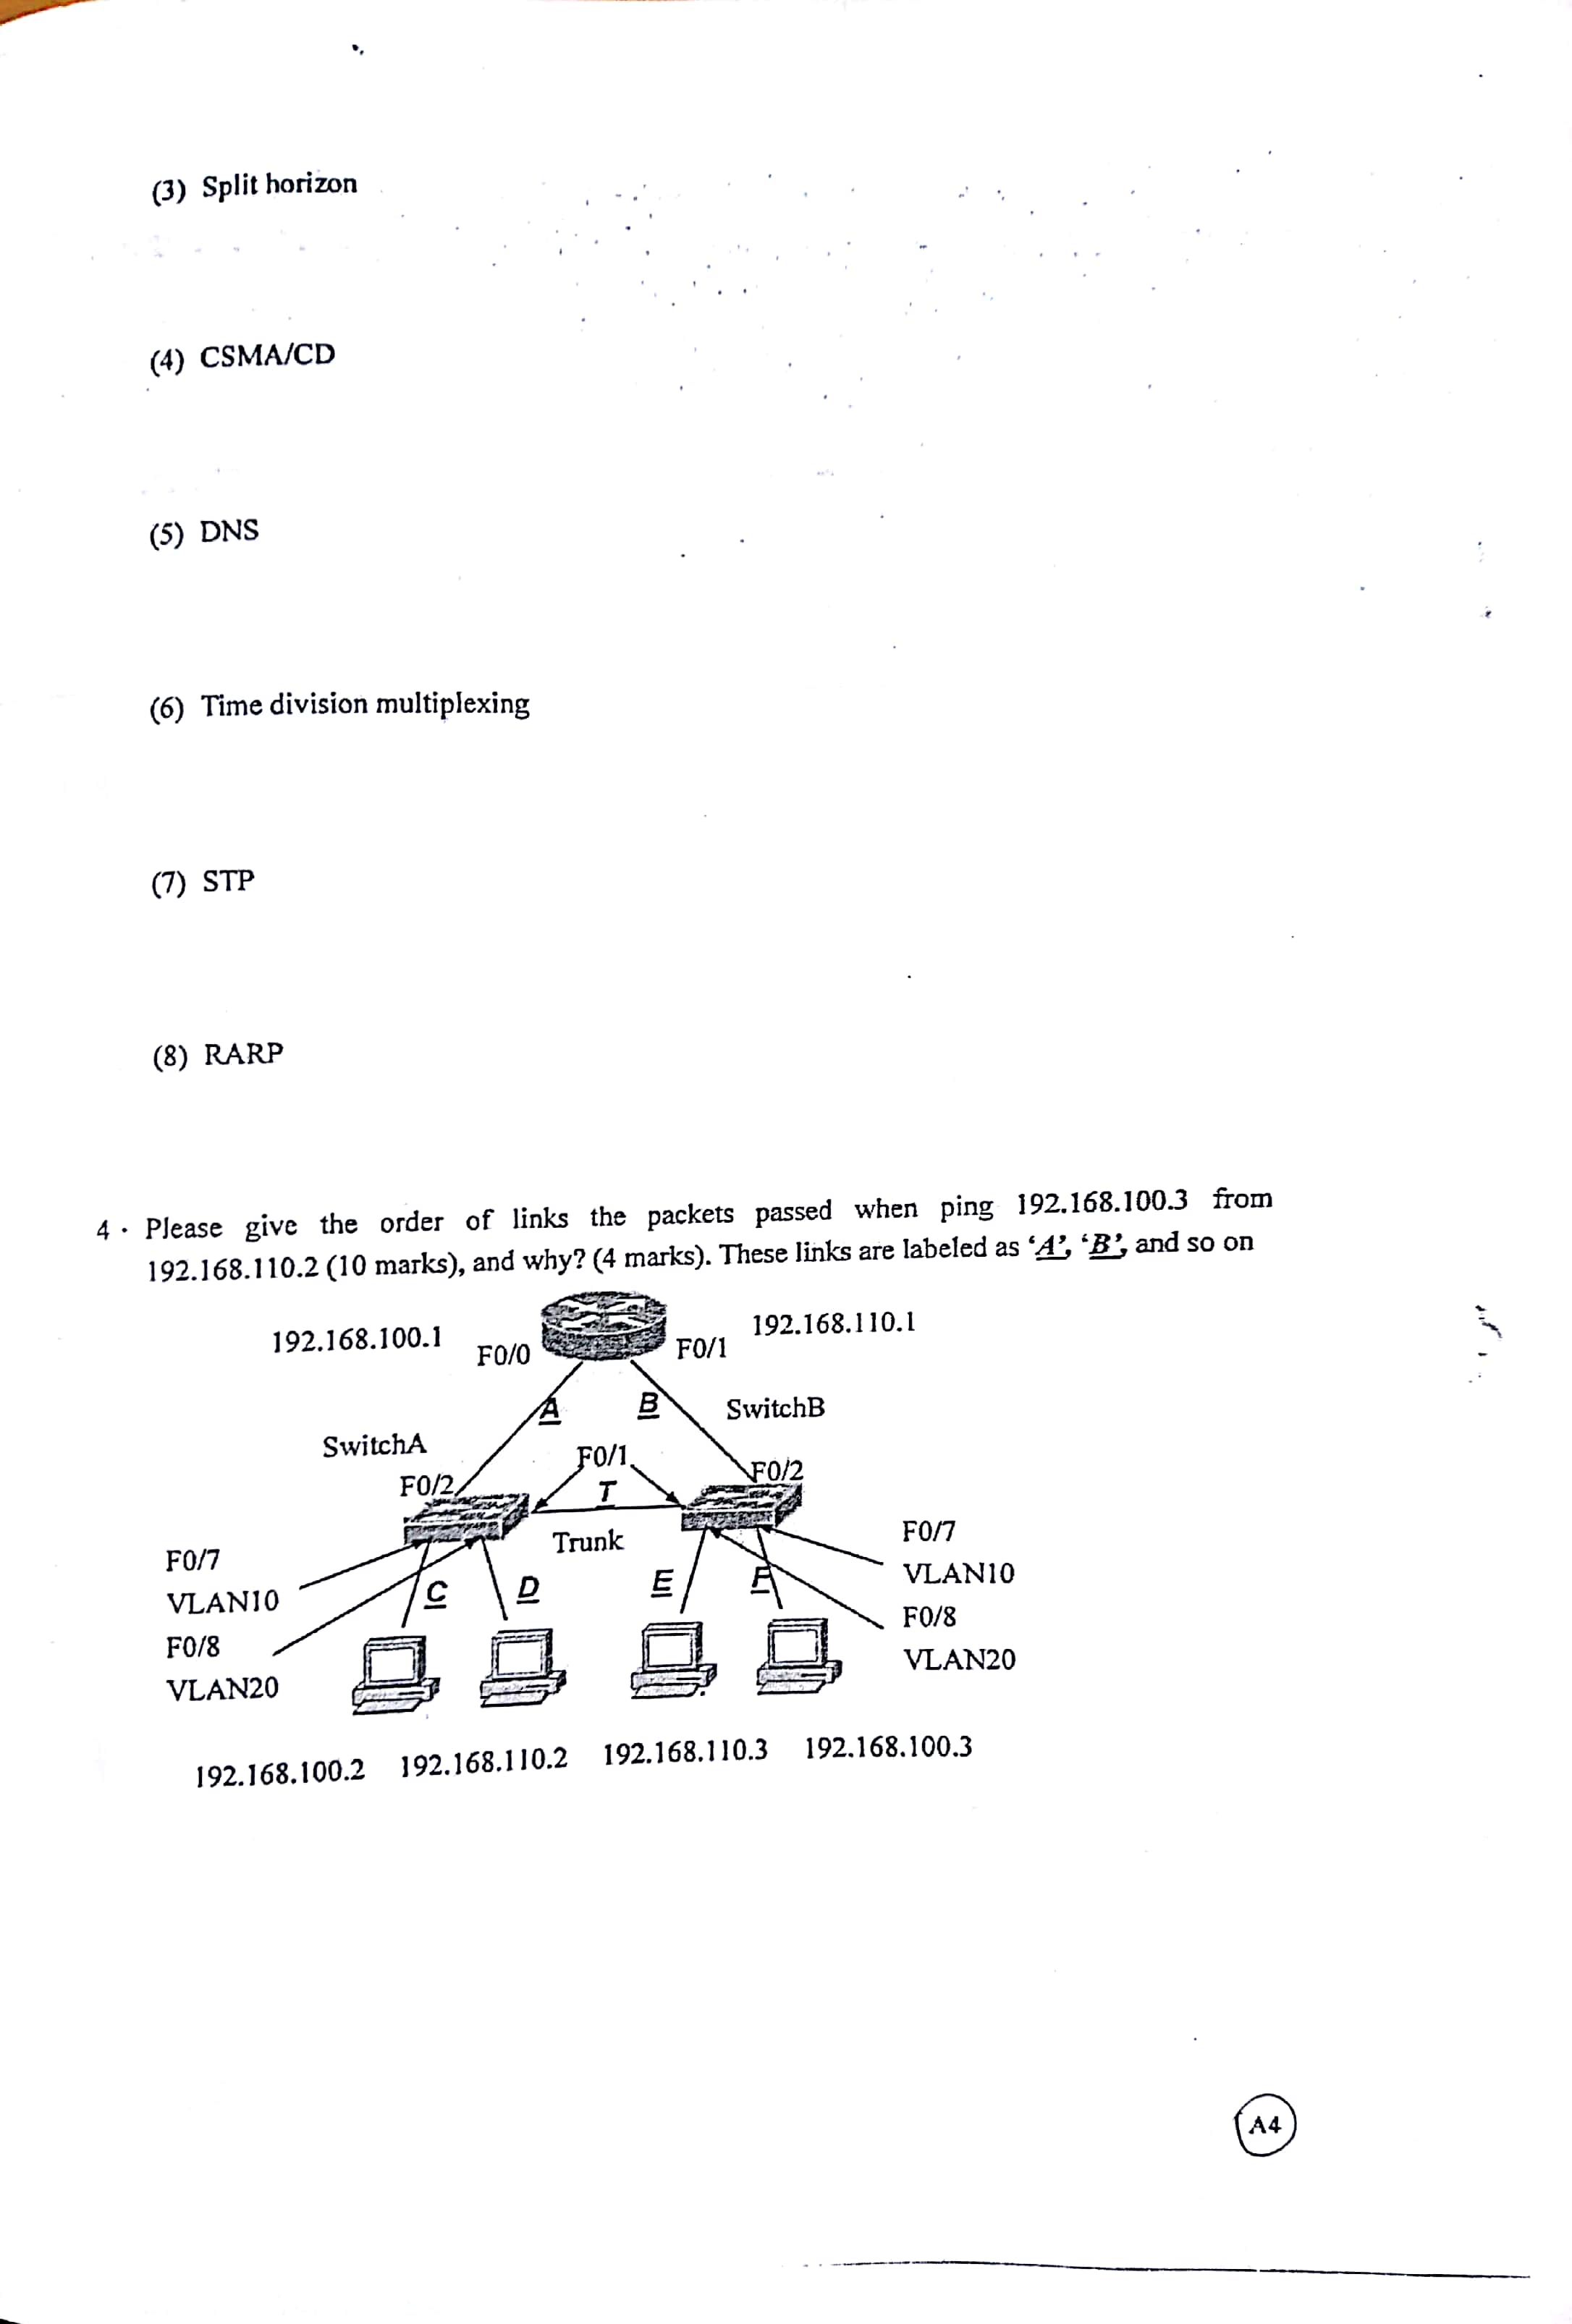 (3) Split horizon
(4) CSMA/CD
(5) DNS
(6) Time division multiplexing
(7) STP
(8) RARP
4 · Please give the order of links the packets passed when ping 192.168.100.3 from
192.168.110.2 (10 marks), and why? (4 marks). These links are labeled as ‘A’, ‘B’, and so on
192.168.100.1
F0/0
F0/1
192.168.110.1
A
B
SwitchB
SwitchA
F0/1
F0/2
F0/2
T
Trunk
F0/7
VLAN10
F0/8
VLAN20
C
D
E
F
F0/7
VLAN10
F0/8
VLAN20
192.168.100.2
192.168.110.2
192.168.110.3
192.168.100.3
A4